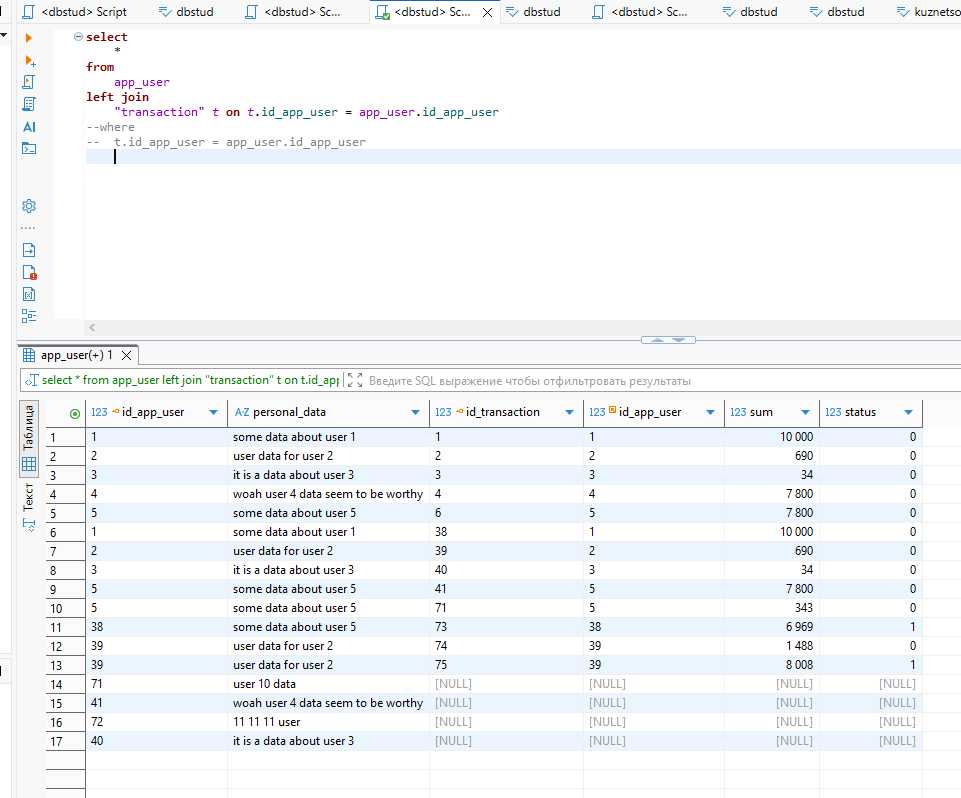 <dbstud> Script dbstud <dbstud> Sc... <dbstud> Sc... dbstud <dbstud> Sc... dbstud dbstud kuznetso
select
*
from
app_user
left join
"transaction" t on t.id_app_user = app_user.id_app_user
--where
-- t.id_app_user = app_user.id_app_user
AI
app_user(+) 1
select * from app_user left join "transaction" t on t.id_app Введите SQL выражение чтобы отфильтровать результаты
Таблица
Текст
123 id_app_user A-Z personal_data 123 id_transaction 123 id_app_user 123 sum 123 status
1 1 some data about user 1 1 1 10 000 0
2 2 user data for user 2 2 2 690 0
3 3 it is a data about user 3 3 3 34 0
4 4 woah user 4 data seem to be worthy 4 4 7 800 0
5 5 some data about user 5 6 5 7 800 0
6 1 some data about user 1 38 1 10 000 0
7 2 user data for user 2 39 2 690 0
8 3 it is a data about user 3 40 3 34 0
9 5 some data about user 5 41 5 7 800 0
10 5 some data about user 5 71 5 343 0
11 38 some data about user 5 73 38 6 969 1
12 39 user data for user 2 74 39 1 488 0
13 39 user data for user 2 75 39 8 008 1
14 71 user 10 data [NULL] [NULL] [NULL] [NULL]
15 41 woah user 4 data seem to be worthy [NULL] [NULL] [NULL] [NULL]
16 72 11 11 11 user [NULL] [NULL] [NULL] [NULL]
17 40 it is a data about user 3 [NULL] [NULL] [NULL] [NULL]